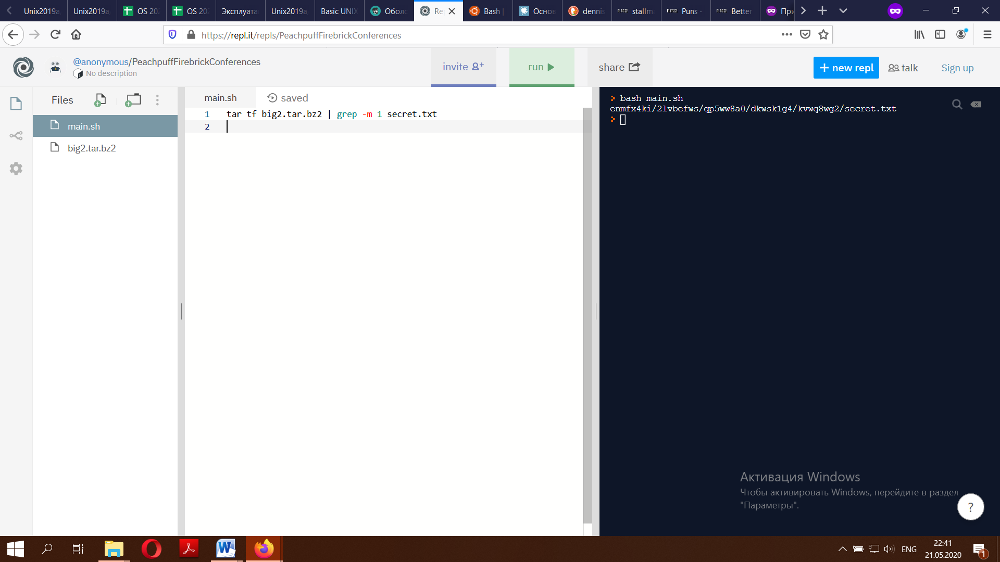 Unix2019a
Unix2019a
OS 202
OS 202
Эксплуата
Unix2019a
Basic UNIX
Оболо
Re
Bash |
Основ
dennis
stallm
Puns -
Better
При
https://repl.it/repls/PeachpuffFirebrickConferences
@anonymous/PeachpuffFirebrickConferences
No description
invite
run
share
+ new repl
talk
Sign up
Files
main.sh
big2.tar.bz2
main.sh
saved
1 tar tf big2.tar.bz2 | grep -m 1 secret.txt
2
> bash main.sh
enmfx4ki/2lvbefws/qp5ww8a0/dkwsk1g4/kvwq8wg2/secret.txt
>
Активация Windows
Чтобы активировать Windows, перейдите в раздел
"Параметры".
?
ENG
22:41
21.05.2020
1